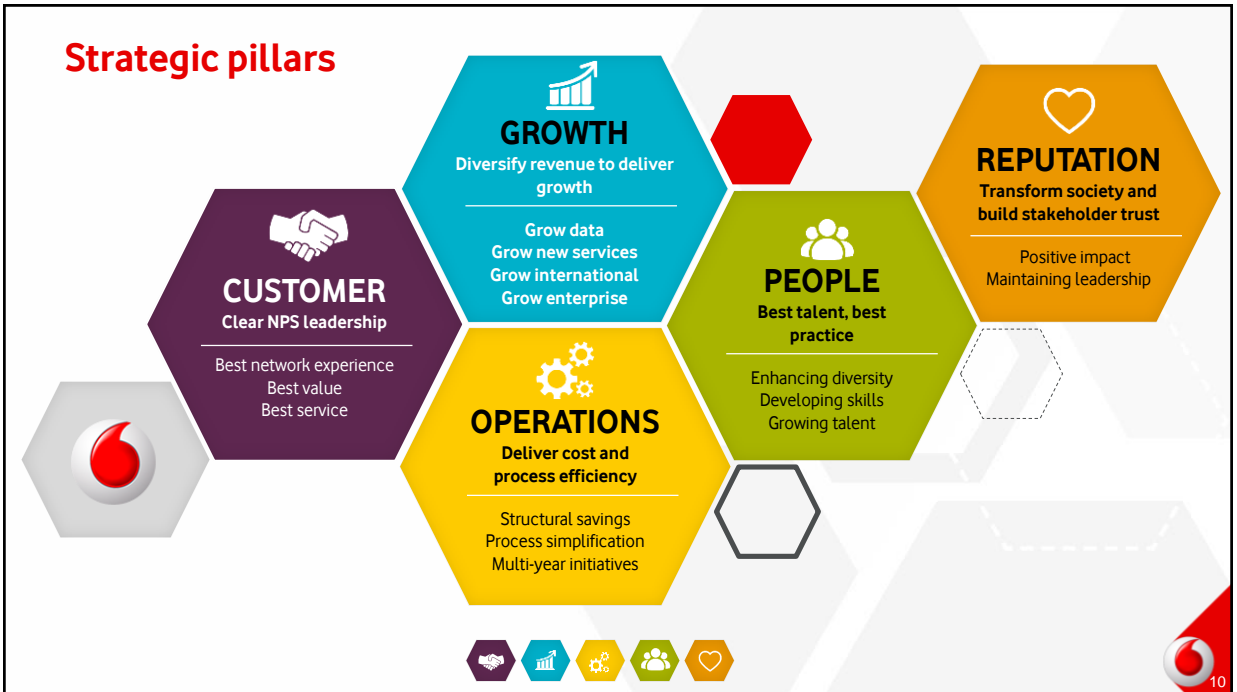 Strategic pillars
CUSTOMER
Clear NPS leadership
Best network experience
Best value
Best service
GROWTH
Diversify revenue to deliver
growth
Grow data
Grow new services
Grow international
Grow enterprise
OPERATIONS
Deliver cost and
process efficiency
Structural savings
Process simplification
Multi-year initiatives
PEOPLE
Best talent, best
practice
Enhancing diversity
Developing skills
Growing talent
REPUTATION
Transform society and
build stakeholder trust
Positive impact
Maintaining leadership
10